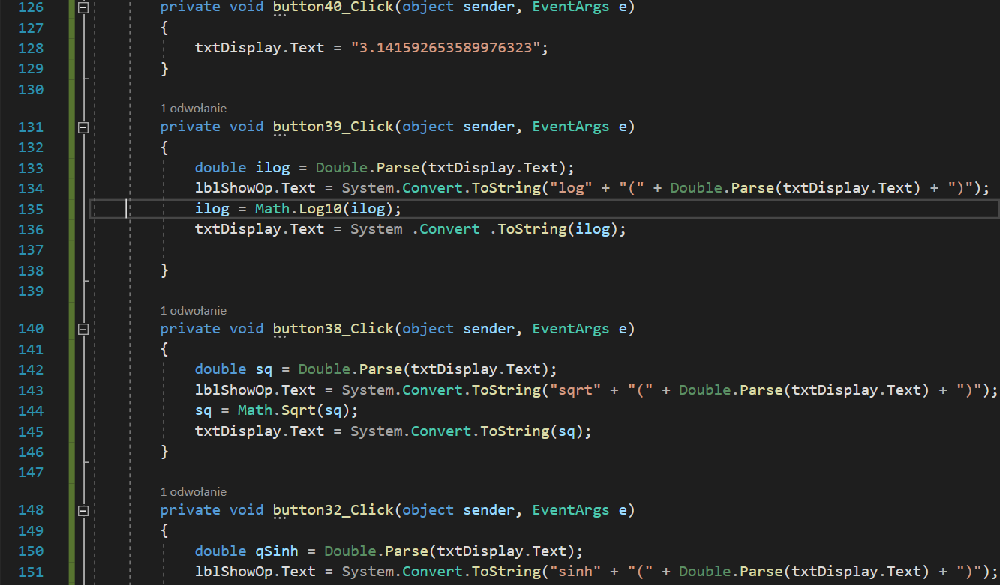 126 private void button40_Click(object sender, EventArgs e)
127 {
128 txtDisplay.Text = "3.141592653589976323";
129 }
130
1 odwołanie
131 private void button39_Click(object sender, EventArgs e)
132 {
133 double ilog = Double.Parse(txtDisplay.Text);
134 lblShowOp.Text = System.Convert.ToString("log" + "(" + Double.Parse(txtDisplay.Text) + ")");
135 ilog = Math.Log10(ilog);
136 txtDisplay.Text = System .Convert .ToString(ilog);
137
138 }
139
1 odwołanie
140 private void button38_Click(object sender, EventArgs e)
141 {
142 double sq = Double.Parse(txtDisplay.Text);
143 lblShowOp.Text = System.Convert.ToString("sqrt" + "(" + Double.Parse(txtDisplay.Text) + ")");
144 sq = Math.Sqrt(sq);
145 txtDisplay.Text = System.Convert.ToString(sq);
146 }
147
1 odwołanie
148 private void button32_Click(object sender, EventArgs e)
149 {
150 double qSinh = Double.Parse(txtDisplay.Text);
151 lblShowOp.Text = System.Convert.ToString("sinh" + "(" + Double.Parse(txtDisplay.Text) + ")");